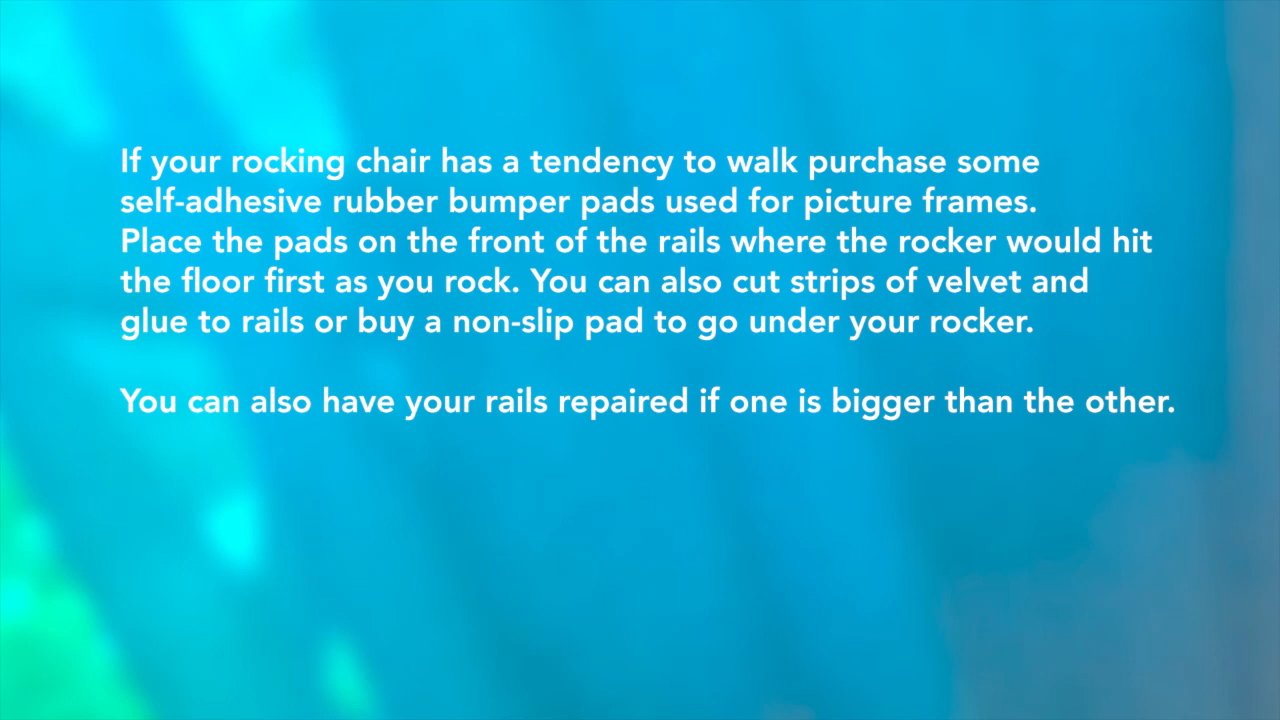 If your rocking chair has a tendency to walk purchase some
self-adhesive rubber bumper pads used for picture frames.
Place the pads on the front of the rails where the rocker would hit
the floor first as you rock. You can also cut strips of velvet and
glue to rails or buy a non-slip pad to go under your rocker.
You can also have your rails repaired if one is bigger than the other.